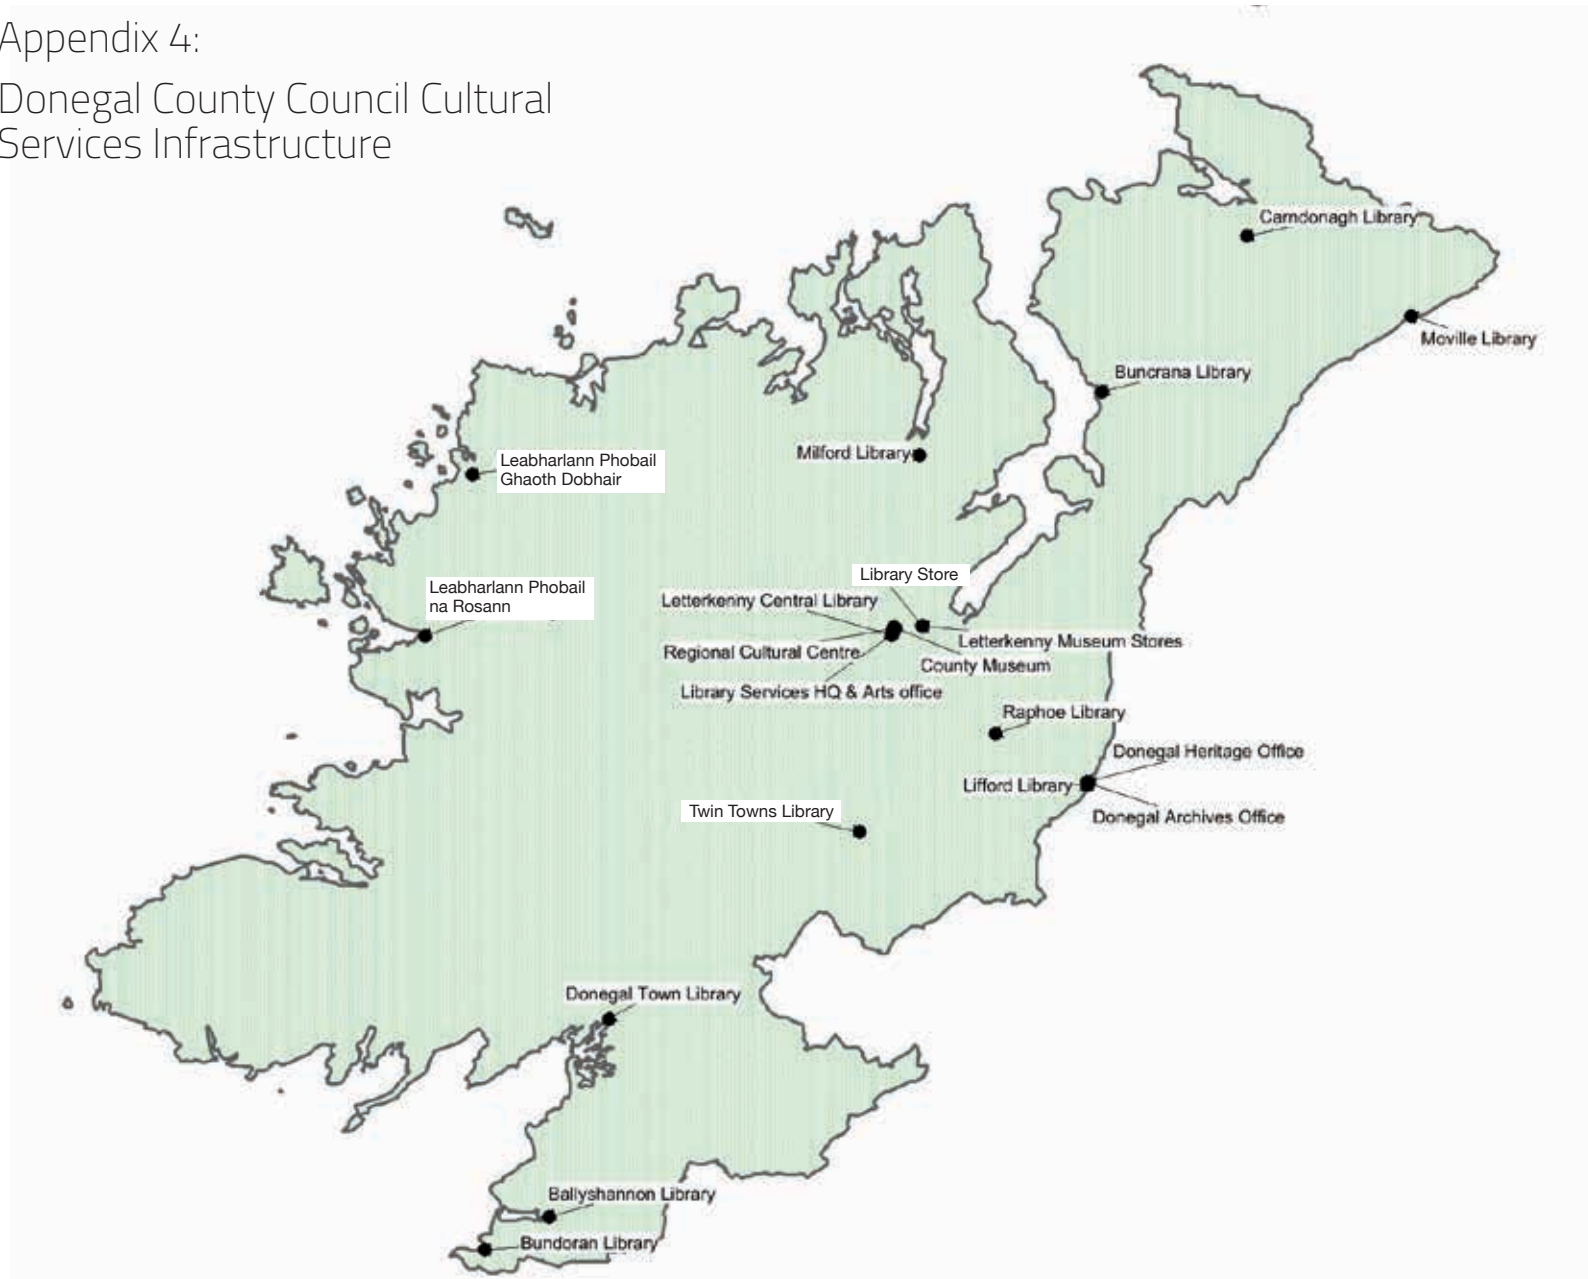 Appendix 4:
Donegal County Council Cultural
Services Infrastructure
Carndonagh Library
Moville Library
Buncrana Library
Milford Library
Leabharlann Phobail
Ghaoth Dobhair
Library Store
Leabharlann Phobail
na Rosann
Letterkenny Central Library
Letterkenny Museum Stores
Regional Cultural Centre
County Museum
Library Services HQ & Arts office
Raphoe Library
Donegal Heritage Office
Lifford Library
Twin Towns Library
Donegal Archives Office
Donegal Town Library
Ballyshannon Library
Bundoran Library